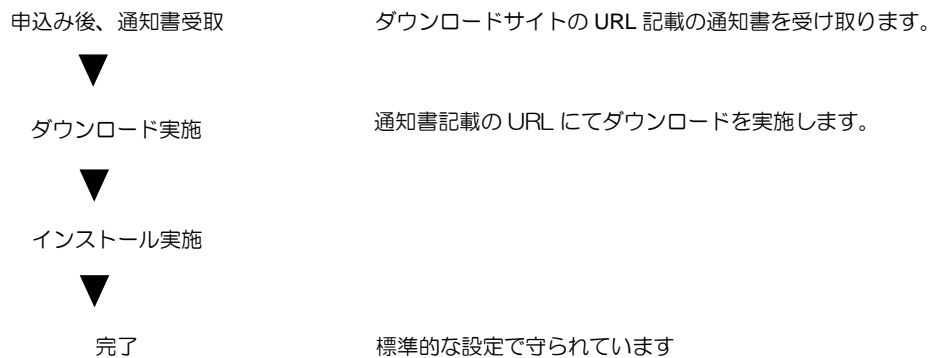 申込み後、通知書受取
ダウンロードサイトの URL 記載の通知書を受け取ります。
▼
ダウンロード実施
通知書記載の URL にてダウンロードを実施します。
▼
インストール実施
▼
完了
標準的な設定で守られています